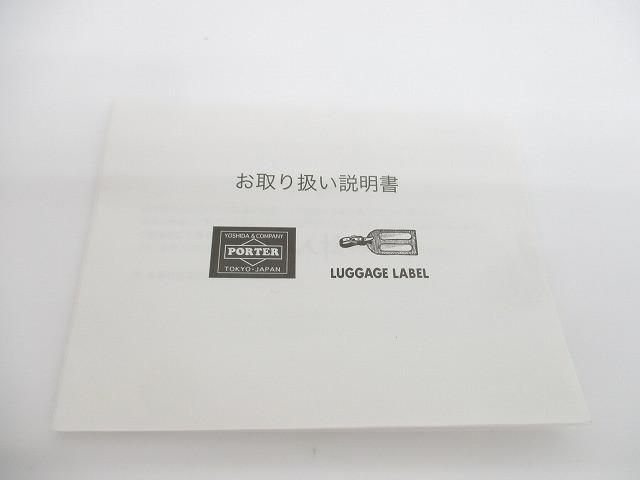 お取り扱い説明書
YOSHIDA & COMPANY
PORTER
TOKYO-JAPAN
LUGGAGE LABEL